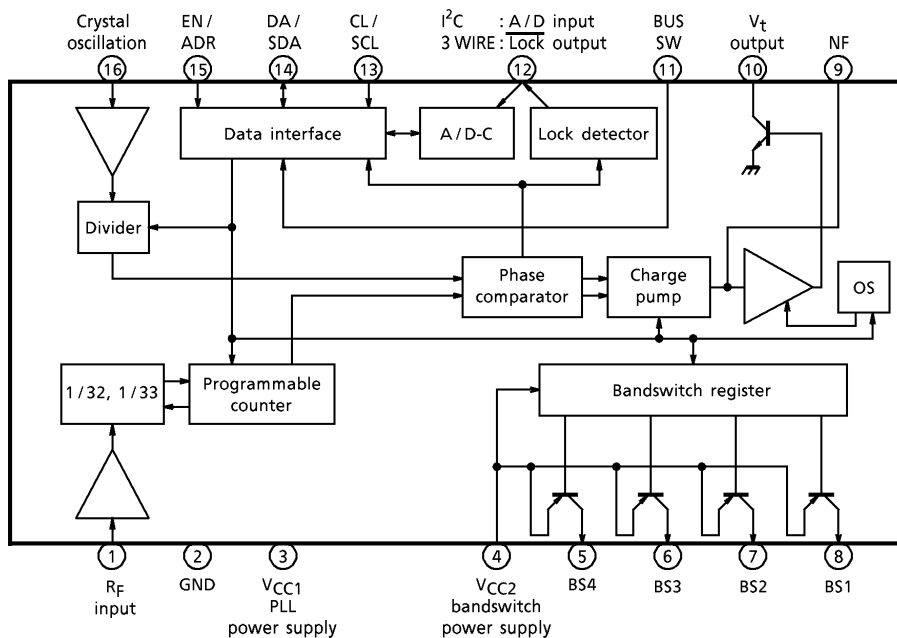 Crystal
oscillation
EN /
ADR
DA /
SDA
CL /
SCL
I²C : A / D input
3 WIRE : Lock output
BUS
SW
Vt
output
NF
16
15
14
13
12
11
10
9
Data interface
A / D-C
Lock detector
Divider
Phase
comparator
Charge
pump
OS
1 / 32, 1 / 33
Programmable
counter
Bandswitch register
1
2
3
4
5
6
7
8
RF
input
GND
VCC1
PLL
power supply
VCC2
bandswitch
power supply
BS4
BS3
BS2
BS1